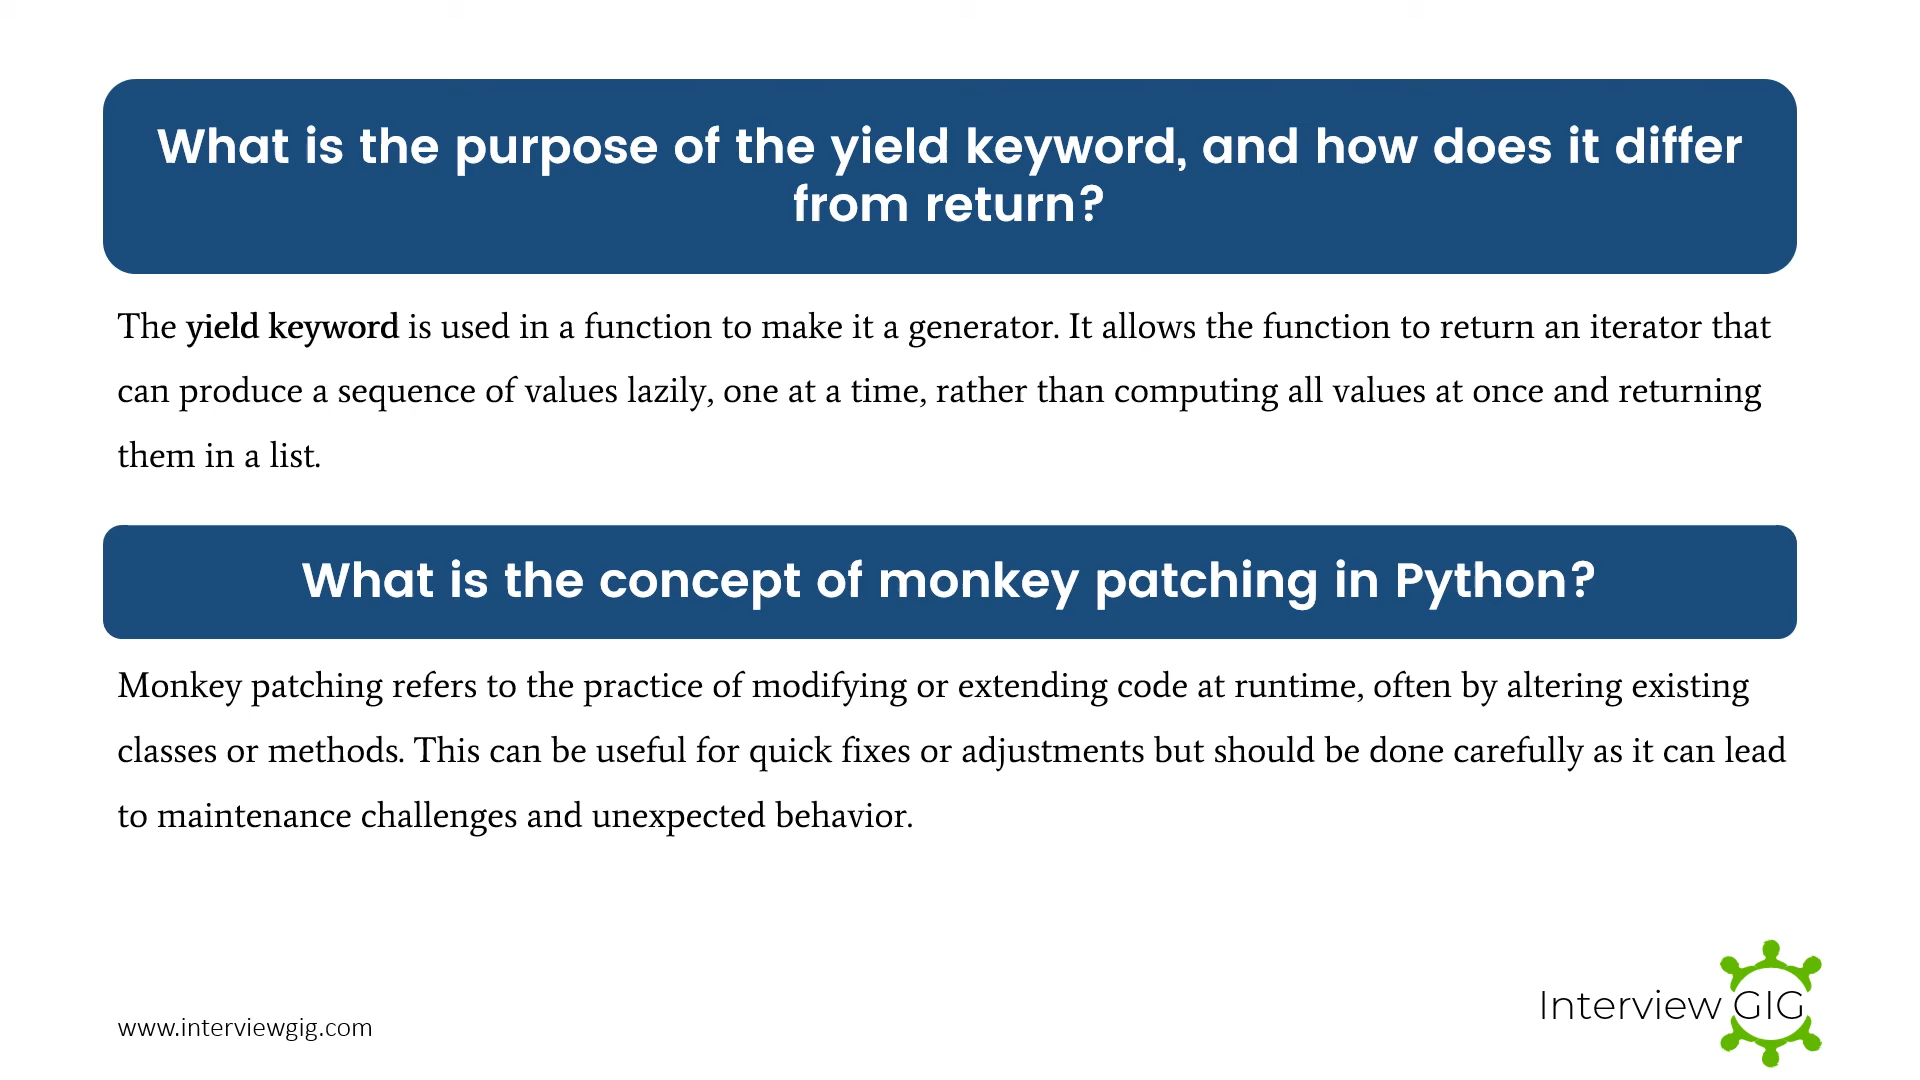 What is the purpose of the yield keyword, and how does it differ
from return?
The yield keyword is used in a function to make it a generator. It allows the function to return an iterator that
can produce a sequence of values lazily, one at a time, rather than computing all values at once and returning
them in a list.
What is the concept of monkey patching in Python?
Monkey patching refers to the practice of modifying or extending code at runtime, often by altering existing
classes or methods. This can be useful for quick fixes or adjustments but should be done carefully as it can lead
to maintenance challenges and unexpected behavior.
Interview GIG
www.interviewgig.com